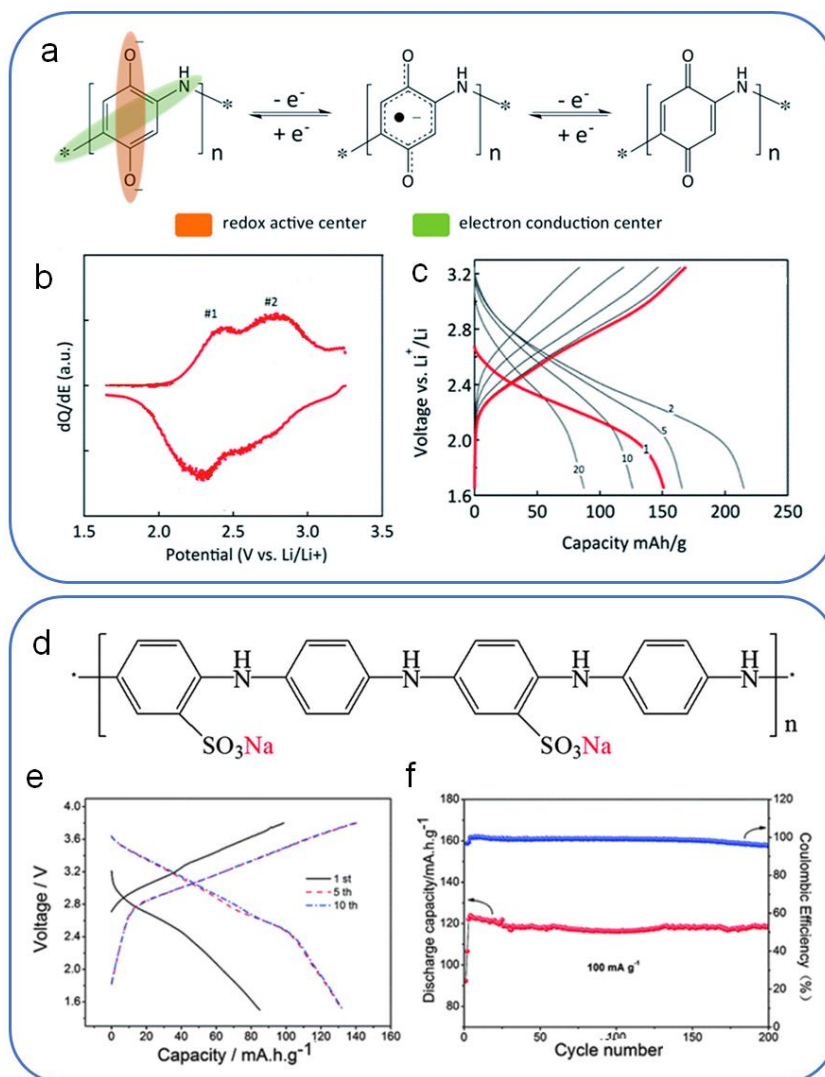 a
O⁻
H
N
*
n
O⁻
- e⁻
+ e⁻
O
H
N
*
n
O
- e⁻
+ e⁻
O
H
N
*
n
O
redox active center
electron conduction center
b
#1
#2
dQ/dE (a.u.)
1.5 2.0 2.5 3.0 3.5
Potential (V vs. Li/Li+)
c
3.2
2.8
2.4
2.0
1.6
Voltage vs. Li⁺/Li
20
10
1
5
2
0 50 100 150 200 250
Capacity mAh/g
d
H
N
H
N
H
N
H
N
n
SO₃Na
SO₃Na
e
4.0
3.6
3.2
2.8
2.4
2.0
1.6
Voltage / V
1 st
5 th
10 th
0 20 40 60 80 100 120 140 160
Capacity / mA.h.g⁻¹
f
180
160
140
120
100
80
Discharge capacity/mA.h.g⁻¹
100 mA g⁻¹
120
100
80
60
40
20
0
Coulombic Efficiency (%)
0 50 150 200
Cycle number